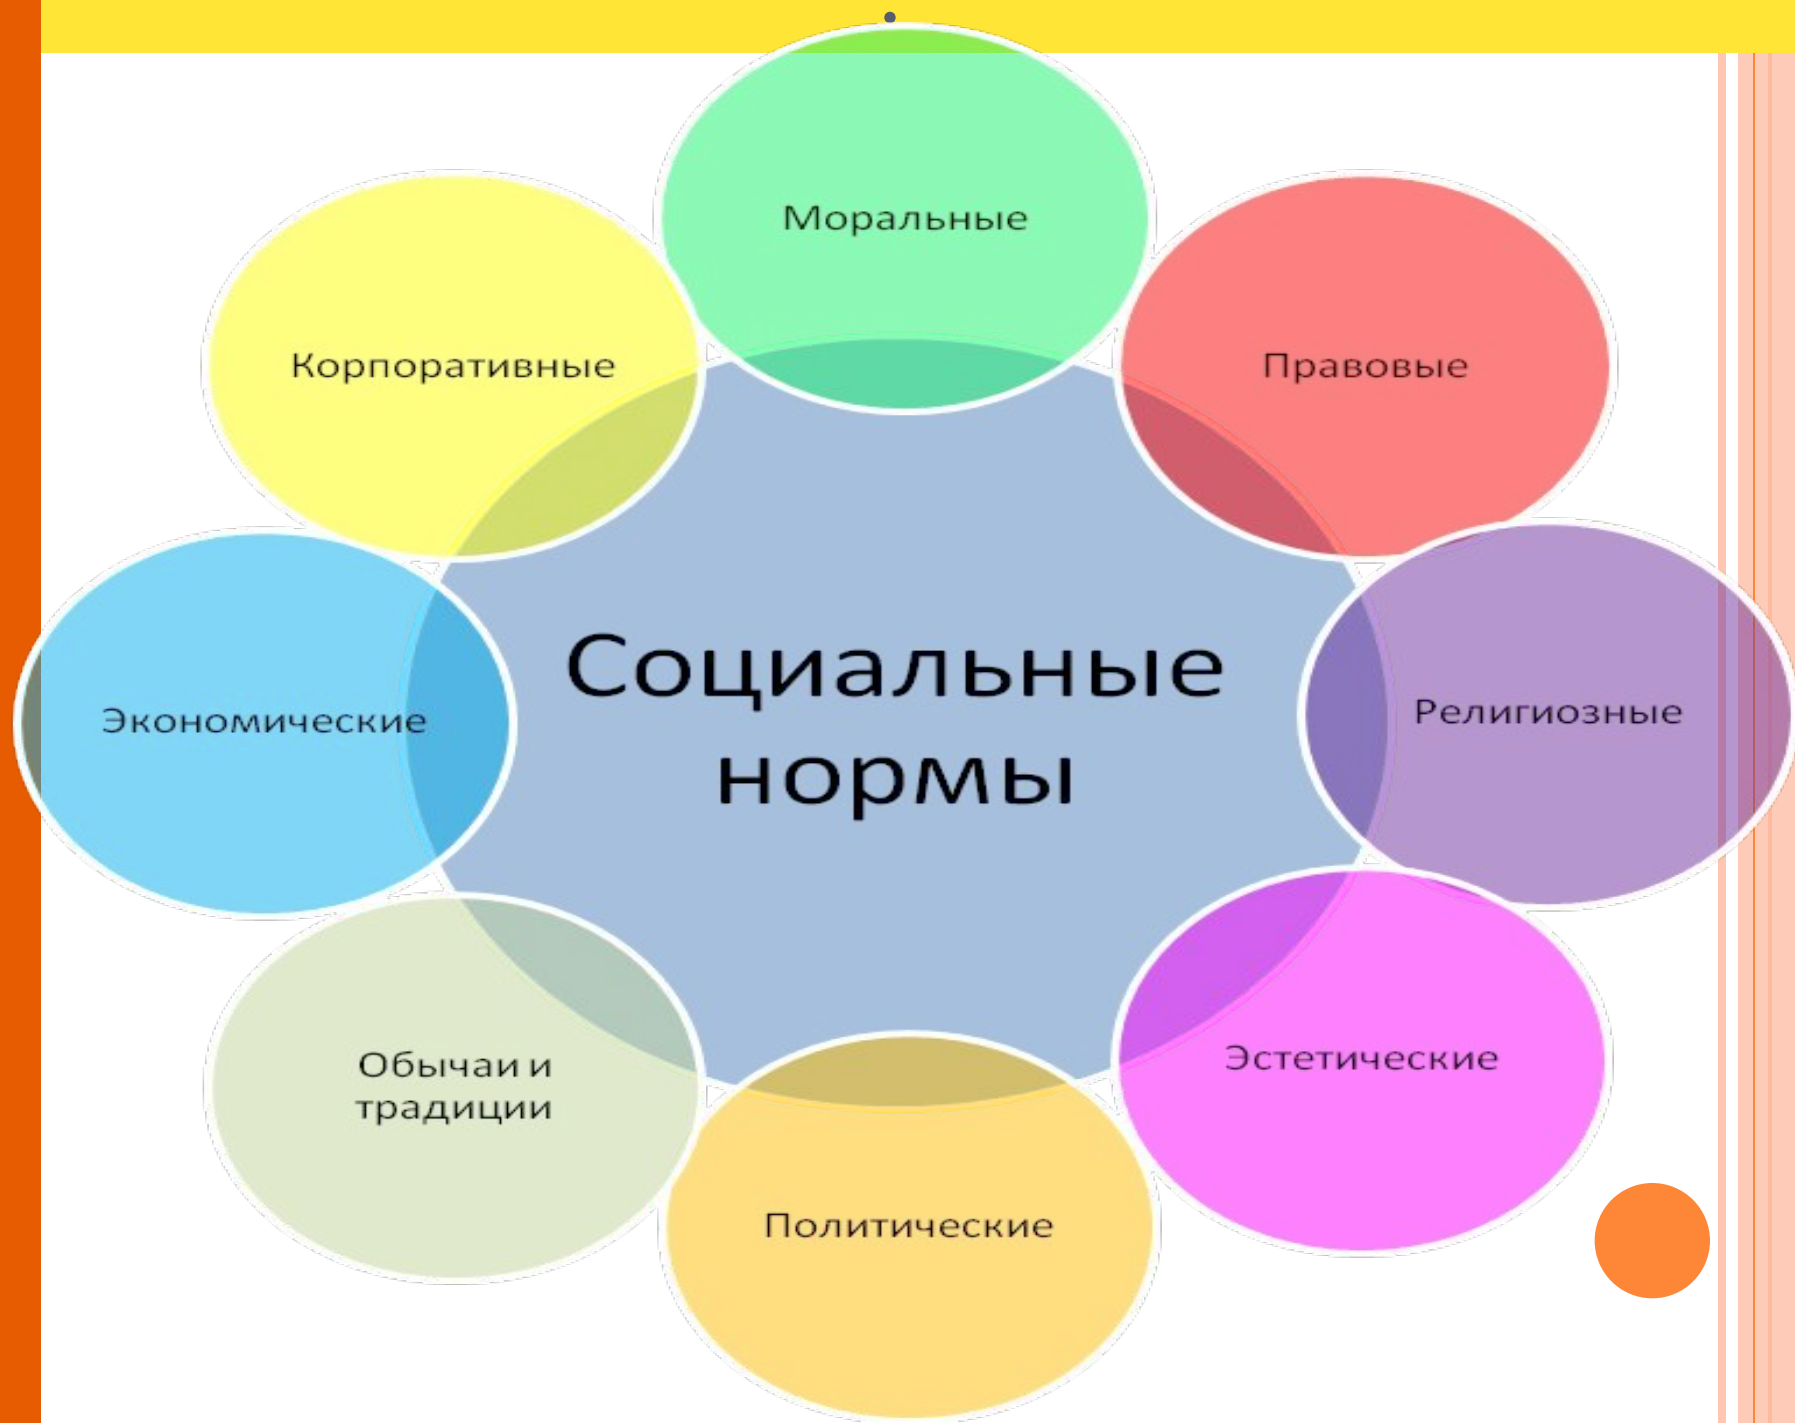 Моральные
Корпоративные
Правовые
Социальные
нормы
Экономические
Религиозные
Обычаи и
традиции
Эстетические
Политические